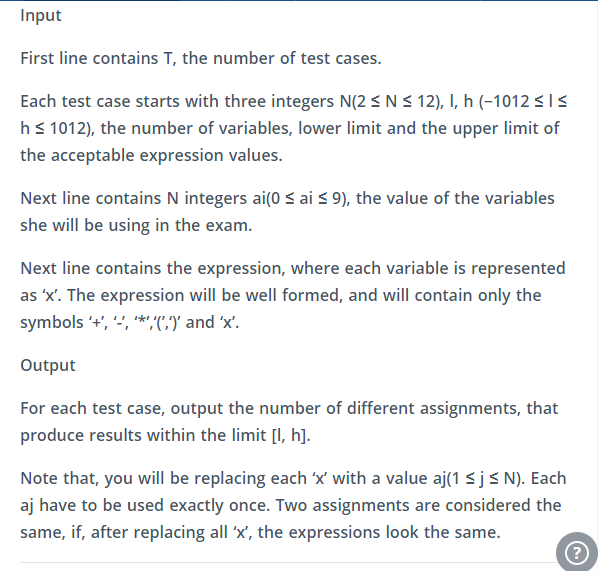 Input
First line contains T, the number of test cases.
Each test case starts with three integers N(2 ≤ N ≤ 12), l, h (−1012 ≤ l ≤
h ≤ 1012), the number of variables, lower limit and the upper limit of
the acceptable expression values.
Next line contains N integers ai(0 ≤ ai ≤ 9), the value of the variables
she will be using in the exam.
Next line contains the expression, where each variable is represented
as ‘x’. The expression will be well formed, and will contain only the
symbols ‘+’, ‘-’, ‘*’,‘(’,‘)’ and ‘x’.
Output
For each test case, output the number of different assignments, that
produce results within the limit [l, h].
Note that, you will be replacing each ‘x’ with a value aj(1 ≤ j ≤ N). Each
aj have to be used exactly once. Two assignments are considered the
same, if, after replacing all ‘x’, the expressions look the same.
?